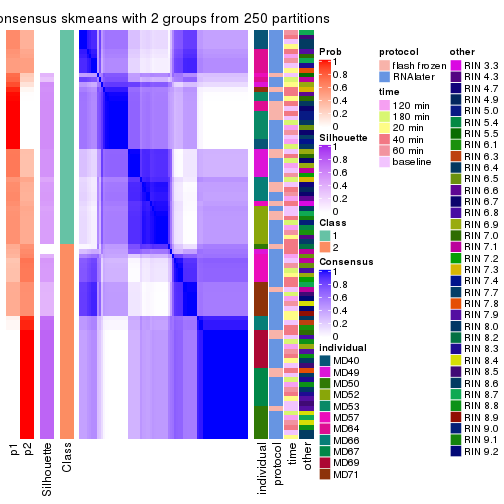 onsensus skmeans with 2 groups from 250 partitions
Prob
1
0.8
0.6
0.4
0.2
0
Silhouette
1
0.8
0.6
0.4
0.2
0
Class
1
2
Consensus
1
0.8
0.6
0.4
0.2
0
individual
MD40
MD49
MD50
MD52
MD53
MD57
MD64
MD66
MD67
MD69
MD71
protocol
flash frozen
RNAlater
time
120 min
180 min
20 min
40 min
60 min
baseline
other
RIN 3.3
RIN 4.3
RIN 4.7
RIN 4.9
RIN 5.0
RIN 5.4
RIN 5.5
RIN 6.1
RIN 6.3
RIN 6.4
RIN 6.5
RIN 6.6
RIN 6.7
RIN 6.8
RIN 6.9
RIN 7.0
RIN 7.1
RIN 7.2
RIN 7.3
RIN 7.4
RIN 7.7
RIN 7.8
RIN 7.9
RIN 8.0
RIN 8.2
RIN 8.3
RIN 8.4
RIN 8.5
RIN 8.6
RIN 8.7
RIN 8.8
RIN 8.9
RIN 9.0
RIN 9.1
RIN 9.2
p1
p2
Silhouette
Class
individual
protocol
time
other